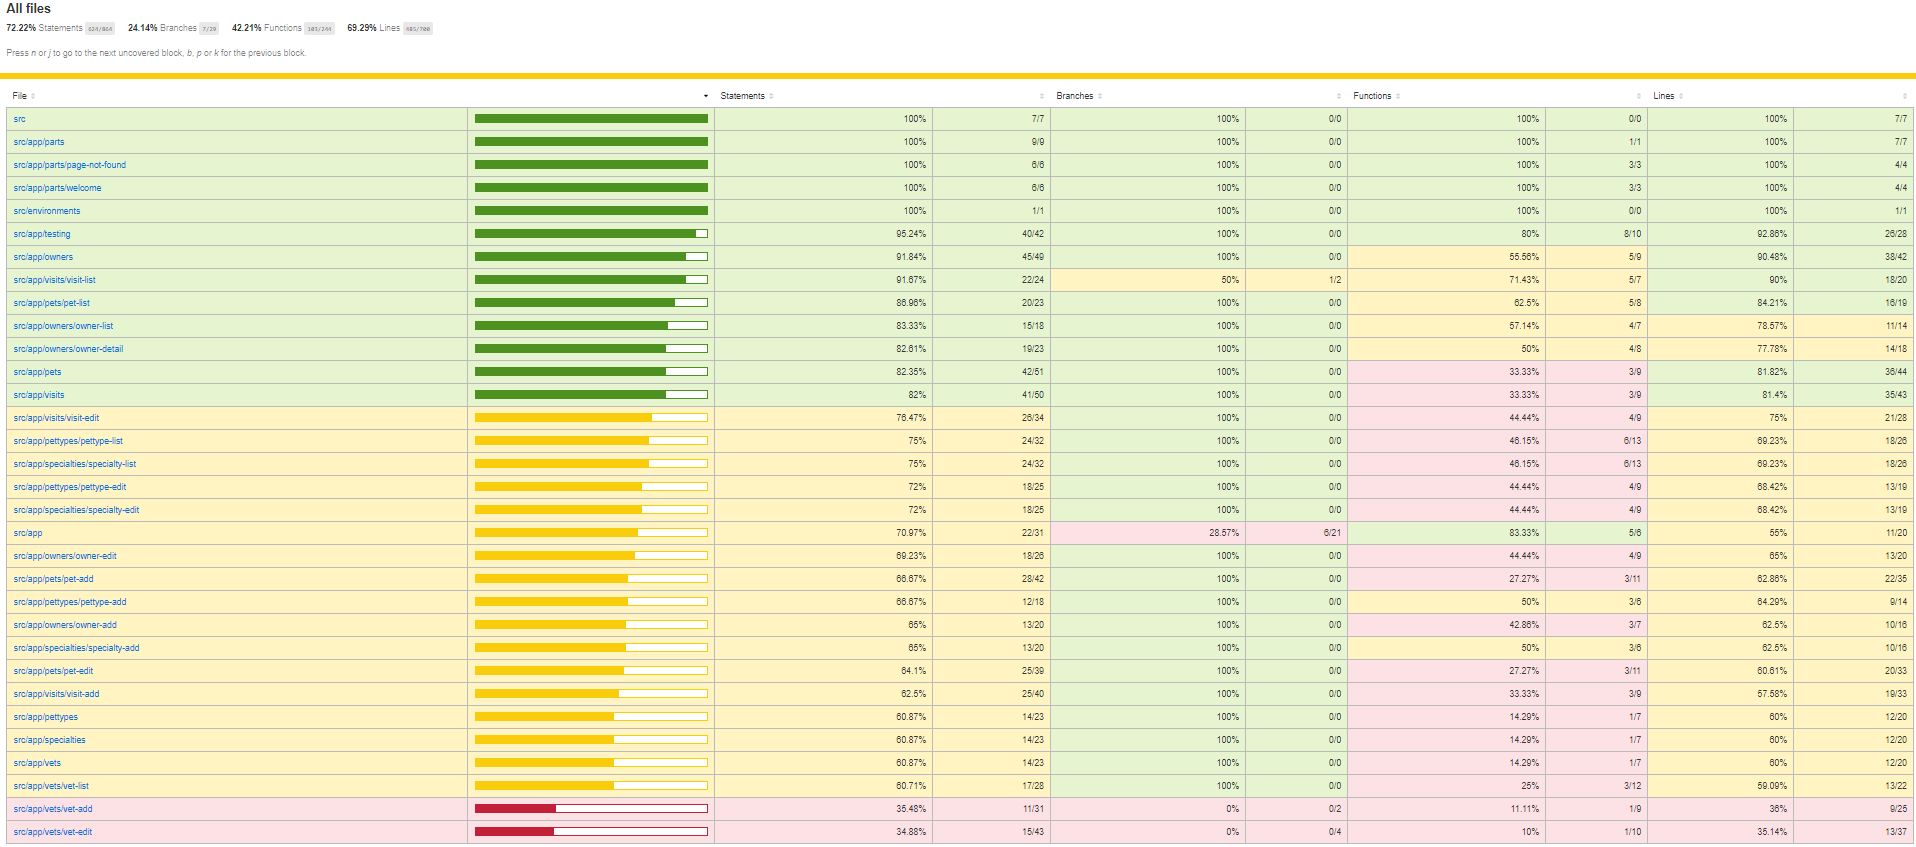 All files
72.22% Statements 624/864 24.14% Branches 7/29 42.21% Functions 103/244 69.29% Lines 485/700
Press n or j to go to the next uncovered block, b, p or k for the previous block.
File Statements Branches Functions Lines
src 100% 7/7 100% 0/0 100% 0/0 100% 7/7
src/app/parts 100% 9/9 100% 0/0 100% 1/1 100% 7/7
src/app/parts/page-not-found 100% 6/6 100% 0/0 100% 3/3 100% 4/4
src/app/parts/welcome 100% 6/6 100% 0/0 100% 3/3 100% 4/4
src/environments 100% 1/1 100% 0/0 100% 0/0 100% 1/1
src/app/testing 95.24% 40/42 100% 0/0 80% 8/10 92.86% 26/28
src/app/owners 91.84% 45/49 100% 0/0 55.56% 5/9 90.48% 38/42
src/app/visits/visit-list 91.67% 22/24 50% 1/2 71.43% 5/7 90% 18/20
src/app/pets/pet-list 86.96% 20/23 100% 0/0 62.5% 5/8 84.21% 16/19
src/app/owners/owner-list 83.33% 15/18 100% 0/0 57.14% 4/7 78.57% 11/14
src/app/owners/owner-detail 82.61% 19/23 100% 0/0 50% 4/8 77.78% 14/18
src/app/pets 82.35% 42/51 100% 0/0 33.33% 3/9 81.82% 36/44
src/app/visits 82% 41/50 100% 0/0 33.33% 3/9 81.4% 35/43
src/app/visits/visit-edit 76.47% 26/34 100% 0/0 44.44% 4/9 75% 21/28
src/app/pettypes/pettype-list 75% 24/32 100% 0/0 46.15% 6/13 69.23% 18/26
src/app/specialties/specialty-list 75% 24/32 100% 0/0 46.15% 6/13 69.23% 18/26
src/app/pettypes/pettype-edit 72% 18/25 100% 0/0 44.44% 4/9 68.42% 13/19
src/app/specialties/specialty-edit 72% 18/25 100% 0/0 44.44% 4/9 68.42% 13/19
src/app 70.97% 22/31 28.57% 6/21 83.33% 5/6 55% 11/20
src/app/owners/owner-edit 69.23% 18/26 100% 0/0 44.44% 4/9 65% 13/20
src/app/pets/pet-add 66.67% 28/42 100% 0/0 27.27% 3/11 62.86% 22/35
src/app/pettypes/pettype-add 66.67% 12/18 100% 0/0 50% 3/6 64.29% 9/14
src/app/owners/owner-add 65% 13/20 100% 0/0 42.86% 3/7 62.5% 10/16
src/app/specialties/specialty-add 65% 13/20 100% 0/0 50% 3/6 62.5% 10/16
src/app/pets/pet-edit 64.1% 25/39 100% 0/0 27.27% 3/11 60.61% 20/33
src/app/visits/visit-add 62.5% 25/40 100% 0/0 33.33% 3/9 57.58% 19/33
src/app/pettypes 60.87% 14/23 100% 0/0 14.29% 1/7 60% 12/20
src/app/specialties 60.87% 14/23 100% 0/0 14.29% 1/7 60% 12/20
src/app/vets 60.87% 14/23 100% 0/0 14.29% 1/7 60% 12/20
src/app/vets/vet-list 60.71% 17/28 100% 0/0 25% 3/12 59.09% 13/22
src/app/vets/vet-add 35.48% 11/31 0% 0/2 11.11% 1/9 36% 9/25
src/app/vets/vet-edit 34.88% 15/43 0% 0/4 10% 1/10 35.14% 13/37